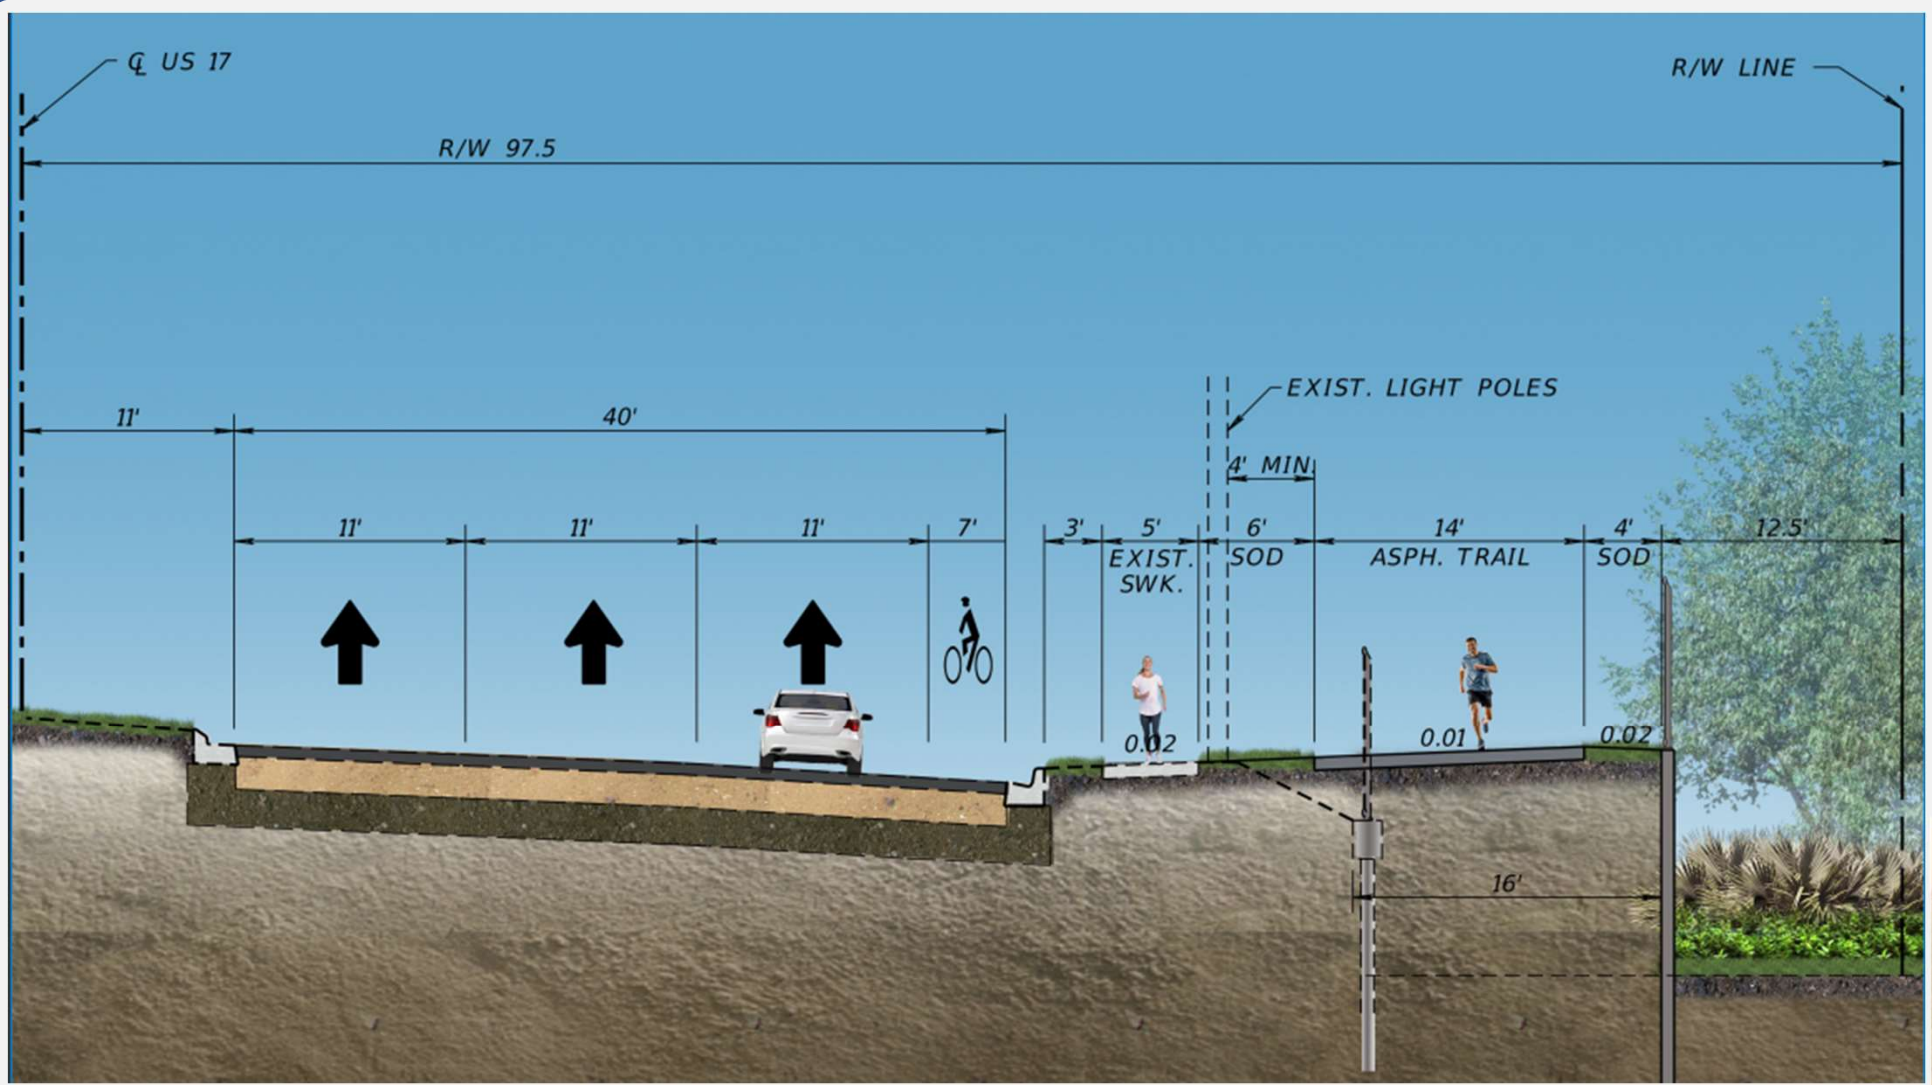 ℄ US 17
R/W LINE
R/W 97.5
EXIST. LIGHT POLES
11'
40'
4' MIN.
11'
11'
11'
7'
3'
5'
6'
14'
4'
12.5'
EXIST.
SWK.
SOD
ASPH. TRAIL
SOD
0.02
0.01
0.02
16'